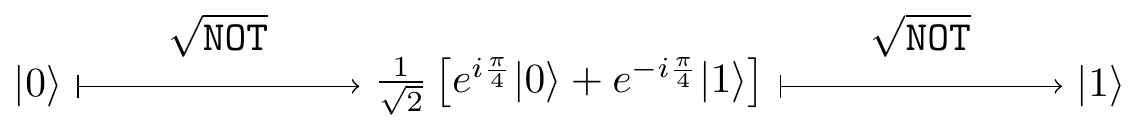 √NOT √NOT
|0⟩ ⟼ 1/√2 [e^{iπ/4}|0⟩ + e^{-iπ/4}|1⟩] ⟼ |1⟩